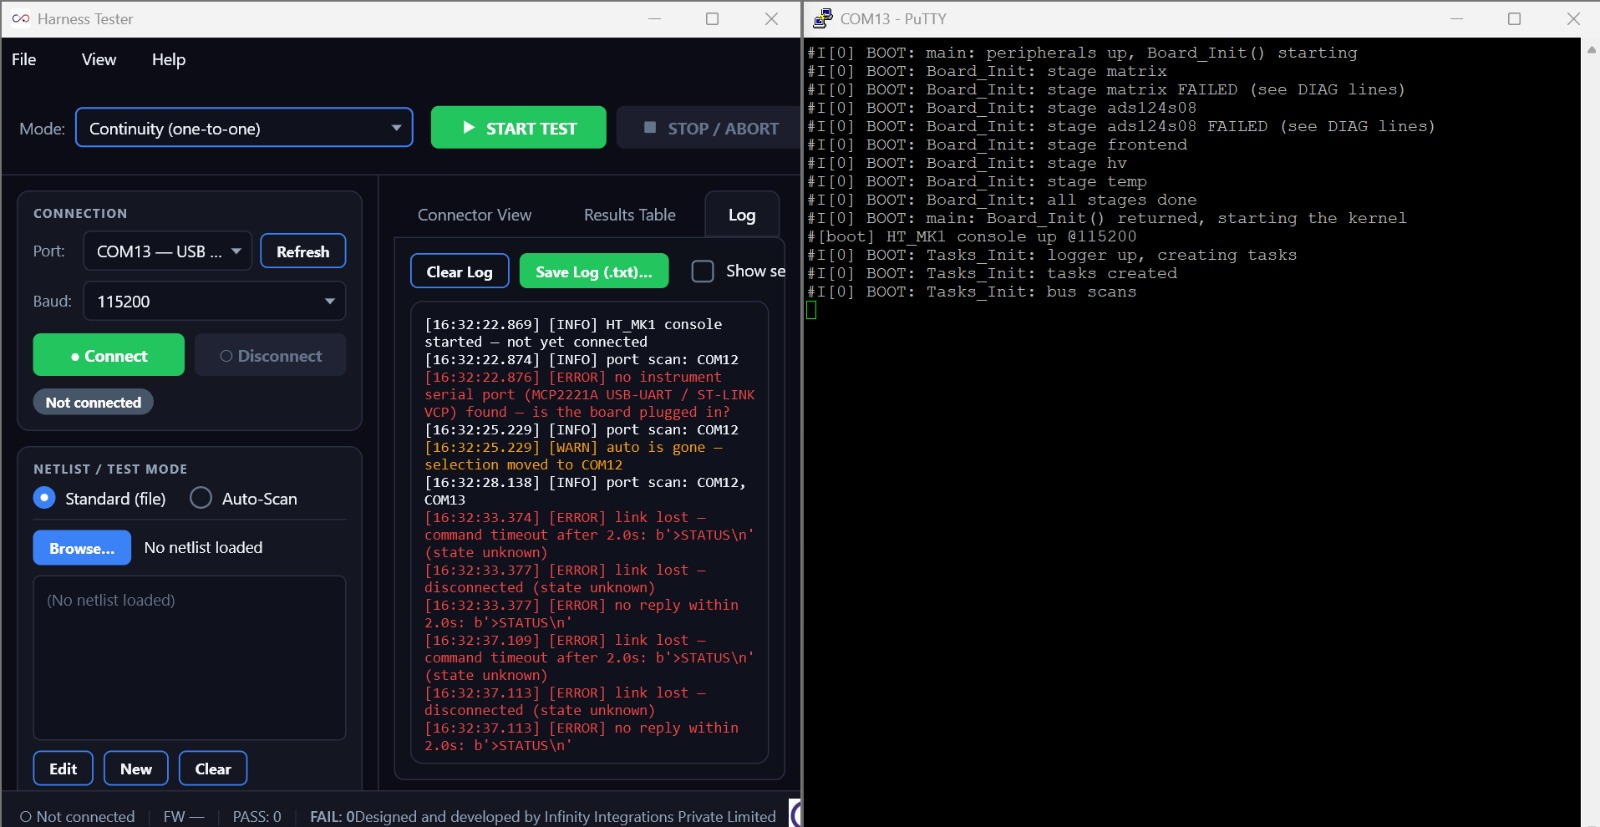 Harness Tester
File View Help
Mode: Continuity (one-to-one) START TEST STOP / ABORT
CONNECTION
Port: COM13 — USB ... Refresh
Baud: 115200
Connect Disconnect
Not connected
NETLIST / TEST MODE
Standard (file) Auto-Scan
Browse... No netlist loaded
(No netlist loaded)
Edit New Clear
Connector View Results Table Log
Clear Log Save Log (.txt)... Show se
[16:32:22.869] [INFO] HT_MK1 console
started — not yet connected
[16:32:22.874] [INFO] port scan: COM12
[16:32:22.876] [ERROR] no instrument
serial port (MCP2221A USB-UART / ST-LINK
VCP) found — is the board plugged in?
[16:32:25.229] [INFO] port scan: COM12
[16:32:25.229] [WARN] auto is gone —
selection moved to COM12
[16:32:28.138] [INFO] port scan: COM12,
COM13
[16:32:33.374] [ERROR] link lost —
command timeout after 2.0s: b'>STATUS\n'
(state unknown)
[16:32:33.377] [ERROR] link lost —
disconnected (state unknown)
[16:32:33.377] [ERROR] no reply within
2.0s: b'>STATUS\n'
[16:32:37.109] [ERROR] link lost —
command timeout after 2.0s: b'>STATUS\n'
(state unknown)
[16:32:37.113] [ERROR] link lost —
disconnected (state unknown)
[16:32:37.113] [ERROR] no reply within
2.0s: b'>STATUS\n'
Not connected FW — PASS: 0 FAIL: 0Designed and developed by Infinity Integrations Private Limited
COM13 - PuTTY
#I[0] BOOT: main: peripherals up, Board_Init() starting
#I[0] BOOT: Board_Init: stage matrix
#I[0] BOOT: Board_Init: stage matrix FAILED (see DIAG lines)
#I[0] BOOT: Board_Init: stage ads124s08
#I[0] BOOT: Board_Init: stage ads124s08 FAILED (see DIAG lines)
#I[0] BOOT: Board_Init: stage frontend
#I[0] BOOT: Board_Init: stage hv
#I[0] BOOT: Board_Init: stage temp
#I[0] BOOT: Board_Init: all stages done
#I[0] BOOT: main: Board_Init() returned, starting the kernel
#[boot] HT_MK1 console up @115200
#I[0] BOOT: Tasks_Init: logger up, creating tasks
#I[0] BOOT: Tasks_Init: tasks created
#I[0] BOOT: Tasks_Init: bus scans